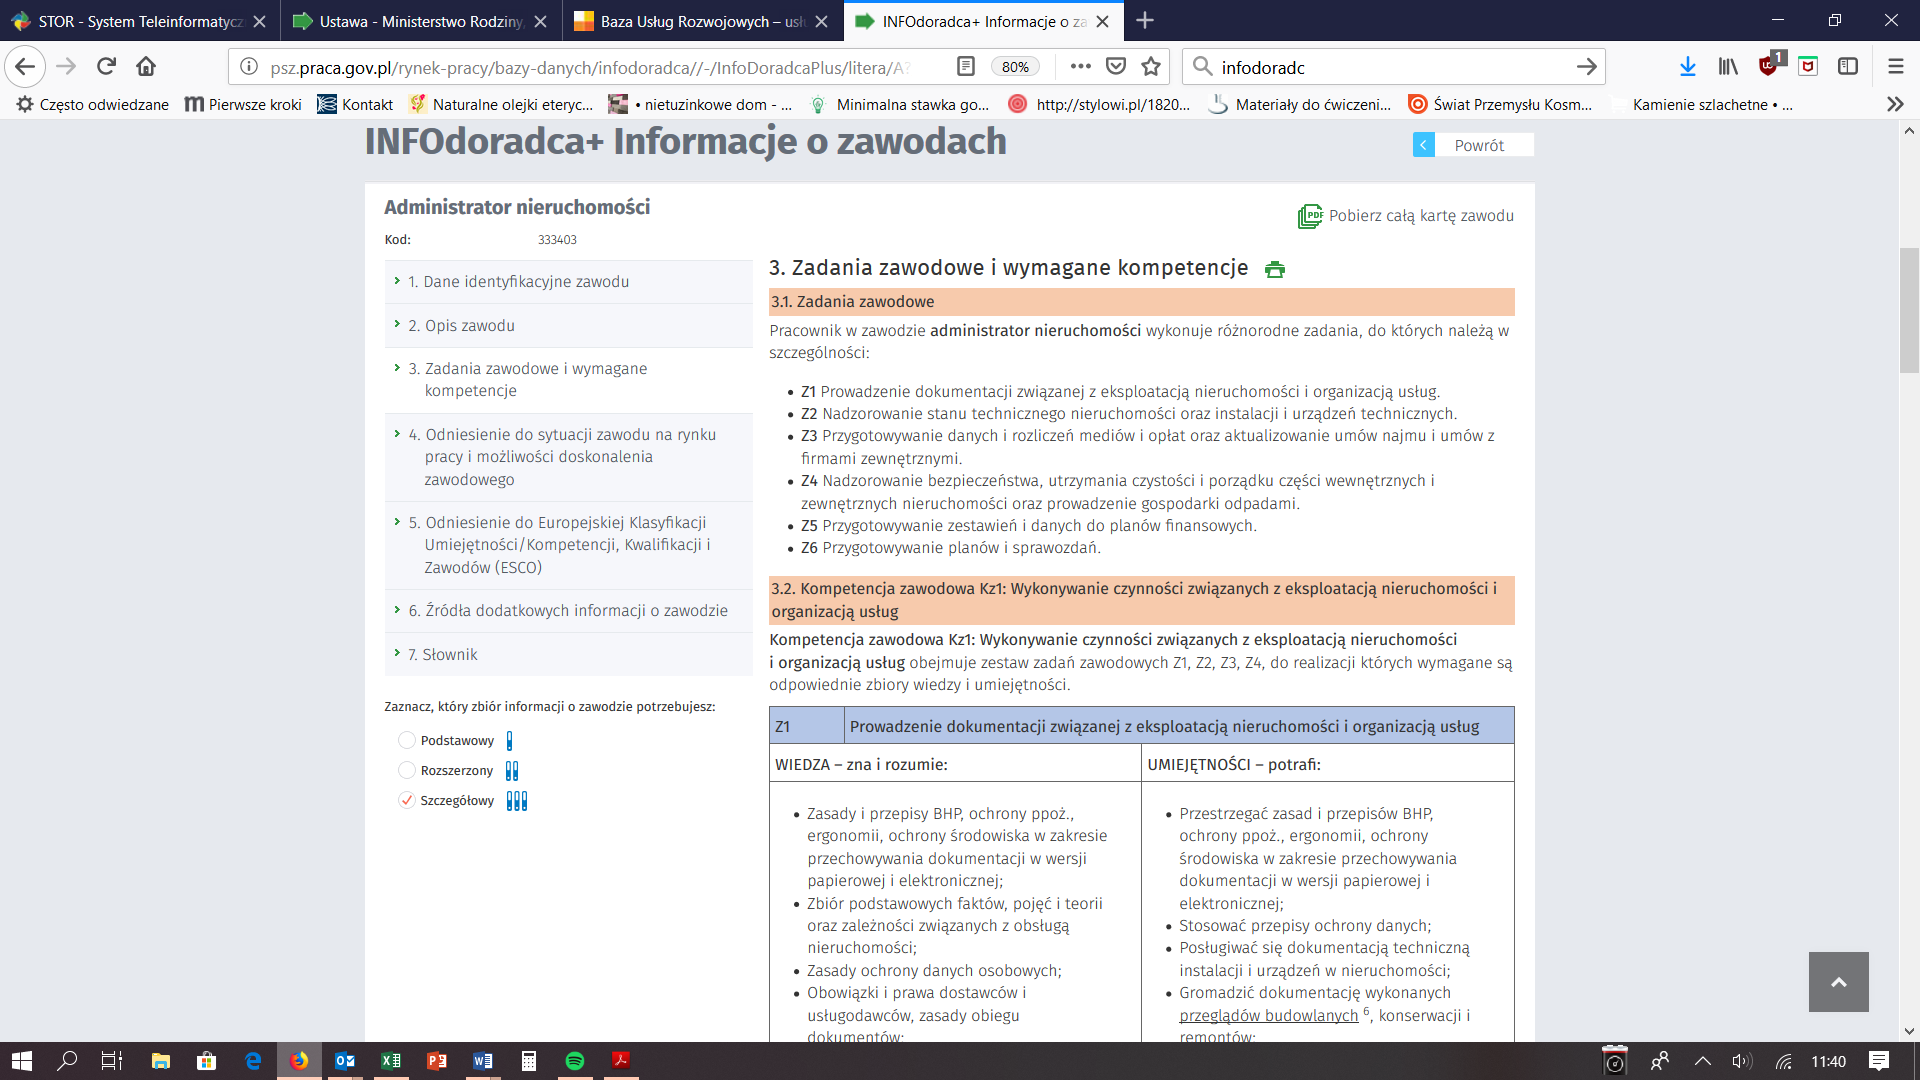 STOR - System Teleinformatycz
Ustawa - Ministerstwo Rodziny,
Baza Usług Rozwojowych – usł
INFOdoradca+ Informacje o za
psz.praca.gov.pl/rynek-pracy/bazy-danych/infodoradca//-/InfoDoradcaPlus/litera/A?
80%
infodoradc
1
Często odwiedzane
Pierwsze kroki
Kontakt
Naturalne olejki eteryc...
• nietuzinkowe dom - ...
Minimalna stawka go...
http://stylowi.pl/1820...
Materiały do ćwiczeni...
Świat Przemysłu Kosm...
Kamienie szlachetne • ...
INFOdoradca+ Informacje o zawodach
Powrót
Administrator nieruchomości
Kod: 333403
1. Dane identyfikacyjne zawodu
2. Opis zawodu
3. Zadania zawodowe i wymagane
kompetencje
4. Odniesienie do sytuacji zawodu na rynku
pracy i możliwości doskonalenia
zawodowego
5. Odniesienie do Europejskiej Klasyfikacji
Umiejętności/Kompetencji, Kwalifikacji i
Zawodów (ESCO)
6. Źródła dodatkowych informacji o zawodzie
7. Słownik
Zaznacz, który zbiór informacji o zawodzie potrzebujesz:
Podstawowy
Rozszerzony
Szczegółowy
PDF Pobierz całą kartę zawodu
3. Zadania zawodowe i wymagane kompetencje
3.1. Zadania zawodowe
Pracownik w zawodzie administrator nieruchomości wykonuje różnorodne zadania, do których należą w
szczególności:
• Z1 Prowadzenie dokumentacji związanej z eksploatacją nieruchomości i organizacją usług.
• Z2 Nadzorowanie stanu technicznego nieruchomości oraz instalacji i urządzeń technicznych.
• Z3 Przygotowywanie danych i rozliczeń mediów i opłat oraz aktualizowanie umów najmu i umów z
firmami zewnętrznymi.
• Z4 Nadzorowanie bezpieczeństwa, utrzymania czystości i porządku części wewnętrznych i
zewnętrznych nieruchomości oraz prowadzenie gospodarki odpadami.
• Z5 Przygotowywanie zestawień i danych do planów finansowych.
• Z6 Przygotowywanie planów i sprawozdań.
3.2. Kompetencja zawodowa Kz1: Wykonywanie czynności związanych z eksploatacją nieruchomości i
organizacją usług
Kompetencja zawodowa Kz1: Wykonywanie czynności związanych z eksploatacją nieruchomości
i organizacją usług obejmuje zestaw zadań zawodowych Z1, Z2, Z3, Z4, do realizacji których wymagane są
odpowiednie zbiory wiedzy i umiejętności.
Z1 Prowadzenie dokumentacji związanej z eksploatacją nieruchomości i organizacją usług
WIEDZA – zna i rozumie:
• Zasady i przepisy BHP, ochrony ppoż.,
ergonomii, ochrony środowiska w zakresie
przechowywania dokumentacji w wersji
papierowej i elektronicznej;
• Zbiór podstawowych faktów, pojęć i teorii
oraz zależności związanych z obsługą
nieruchomości;
• Zasady ochrony danych osobowych;
• Obowiązki i prawa dostawców i
usługodawców, zasady obiegu
dokumentów;
UMIEJĘTNOŚCI – potrafi:
• Przestrzegać zasad i przepisów BHP,
ochrony ppoż., ergonomii, ochrony
środowiska w zakresie przechowywania
dokumentacji w wersji papierowej i
elektronicznej;
• Stosować przepisy ochrony danych;
• Posługiwać się dokumentacją techniczną
instalacji i urządzeń w nieruchomości;
• Gromadzić dokumentację wykonanych
przeglądów budowlanych 6, konserwacji i
remontów;
11:40